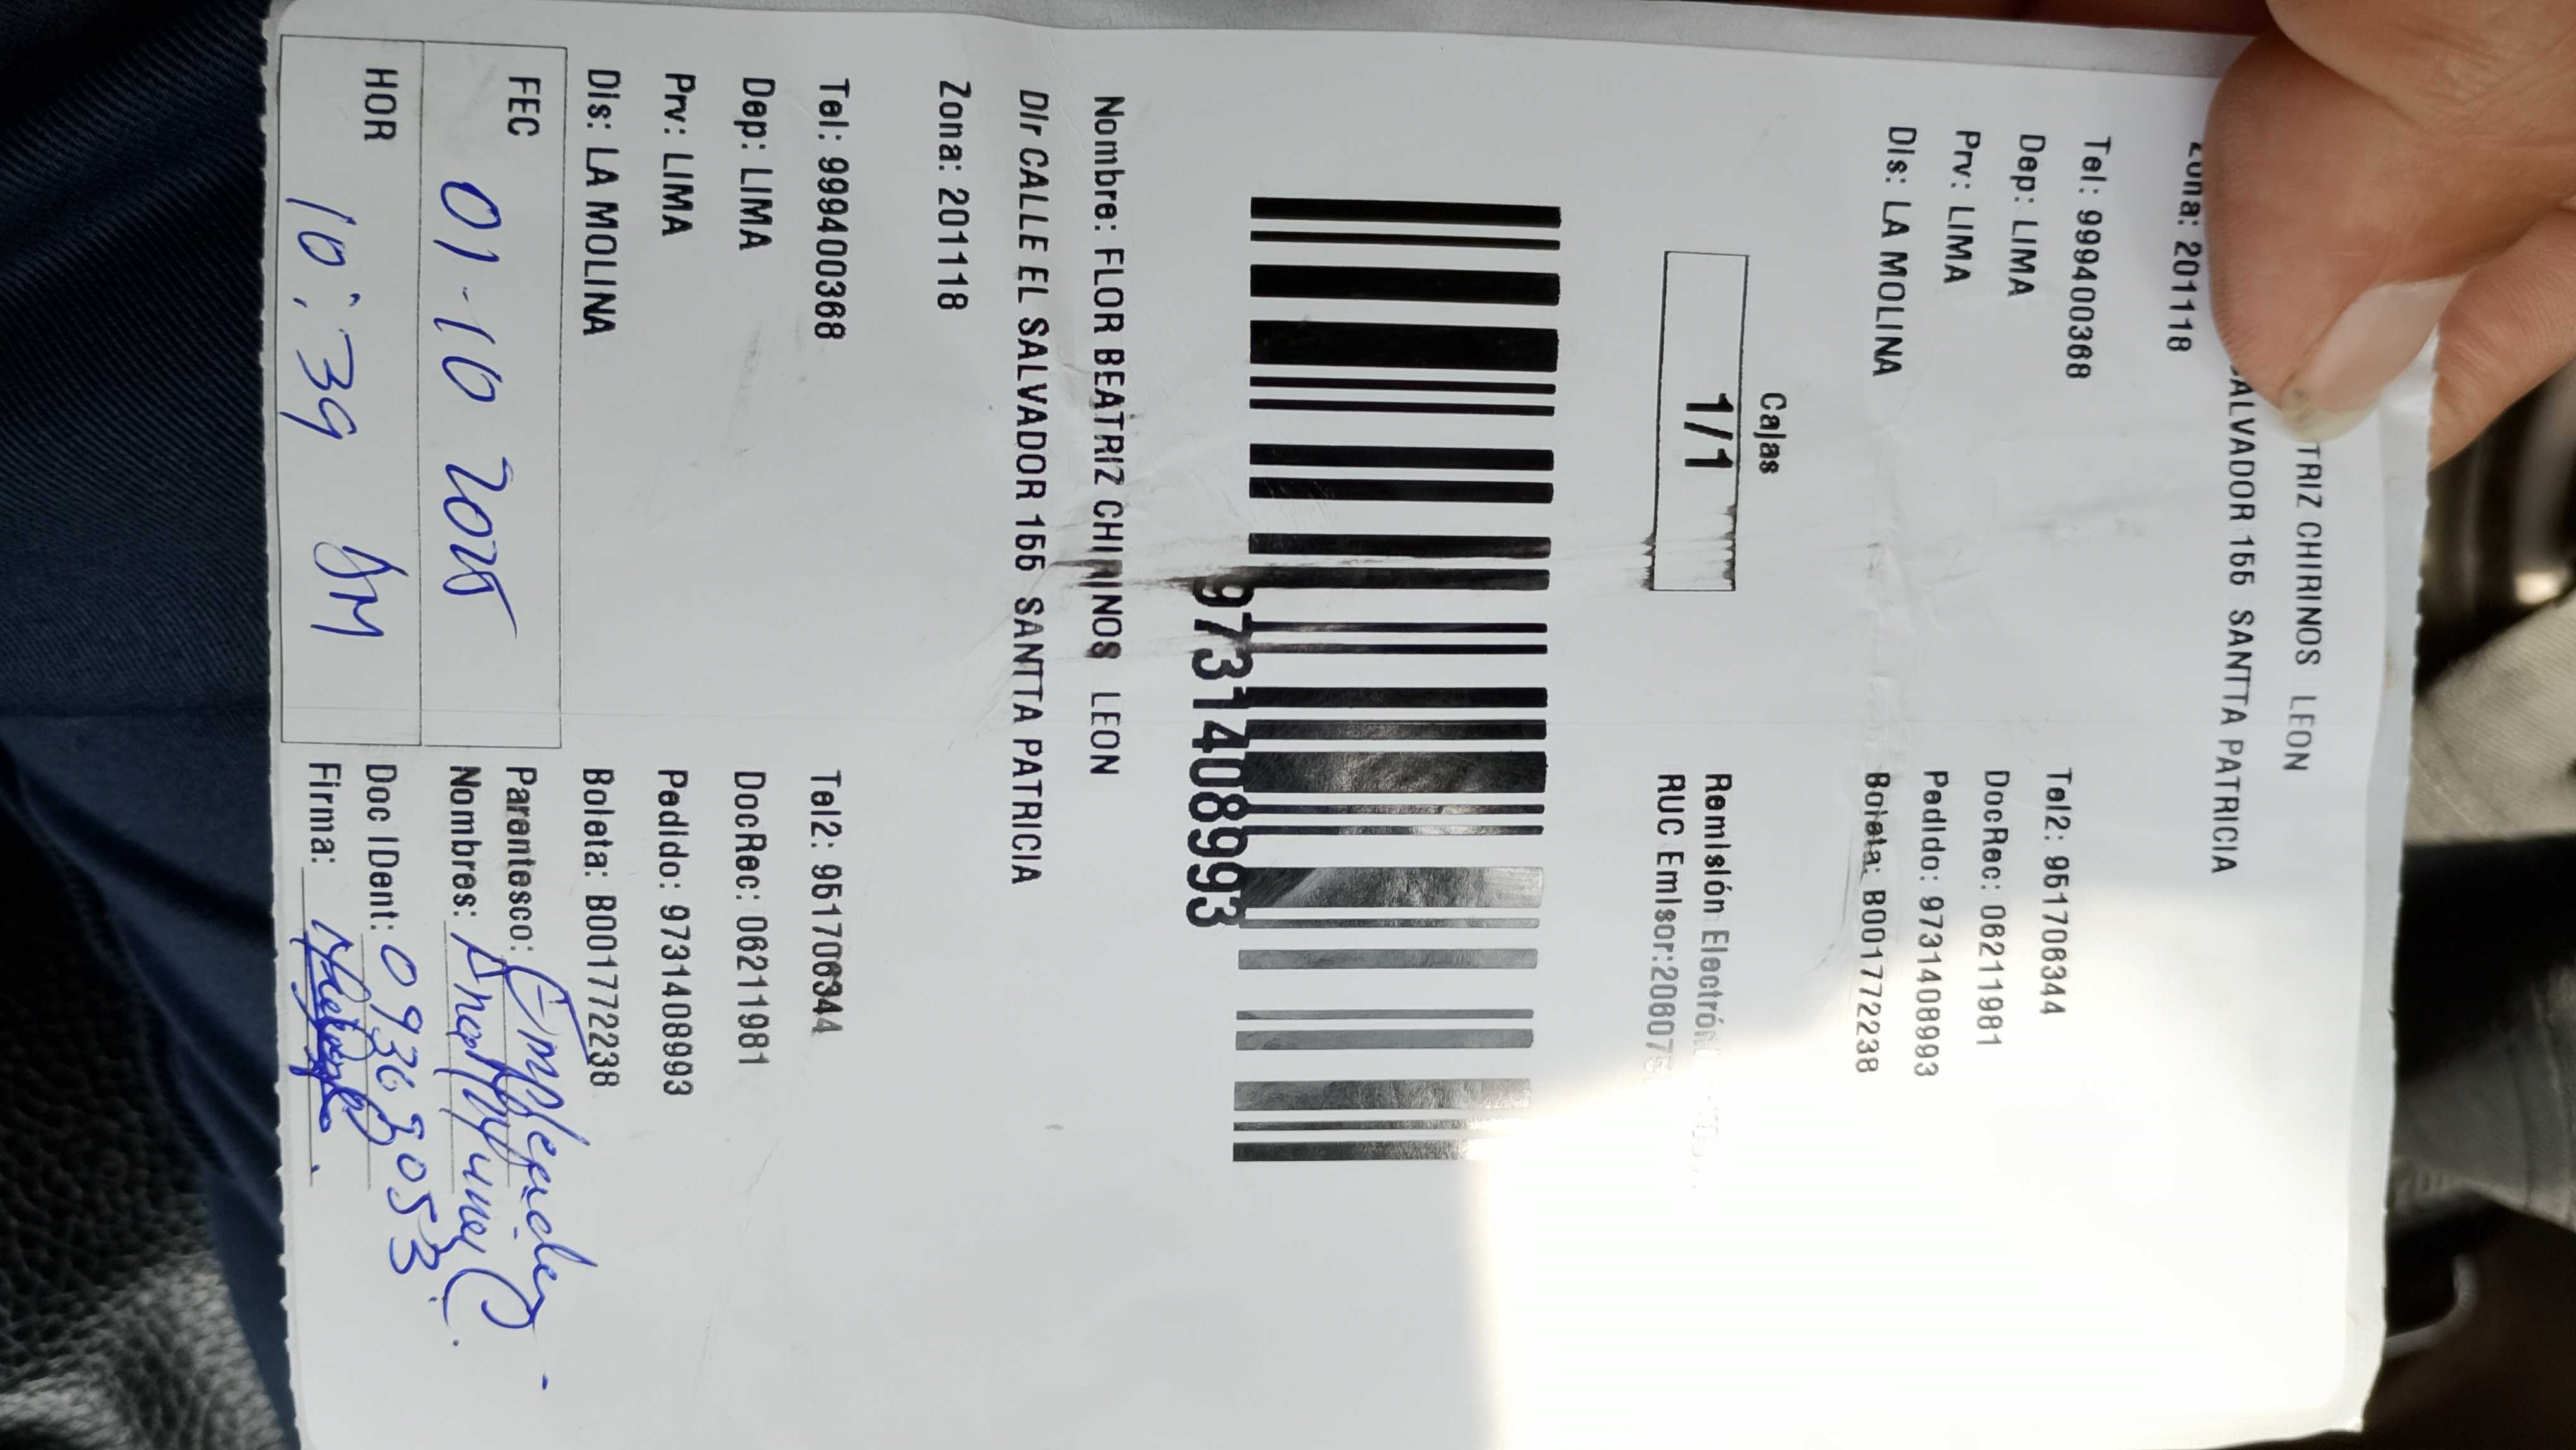 TRIZ CHIRINOS LEON
SALVADOR 155 SANTTA PATRICIA
Zona: 201118
Tel: 999400368 Tel2: 951706344
Dep: LIMA DocRec: 06211981
Prv: LIMA Pedido: 9731408993
Dis: LA MOLINA Boleta: B001772238
Cajas
1/1
Remisión Electrón
RUC Emisor:20607
9731408993
Nombre: FLOR BEATRIZ CHIRINOS LEON
Dir CALLE EL SALVADOR 155 SANTTA PATRICIA
Zona: 201118
Tel: 999400368 Tel2: 951706344
Dep: LIMA DocRec: 06211981
Prv: LIMA Pedido: 9731408993
Dis: LA MOLINA Boleta: B001772238
FEC 01-10 2025 Parentesco:
Nombres:
HOR 10:39 AM Doc IDent:
Firma: